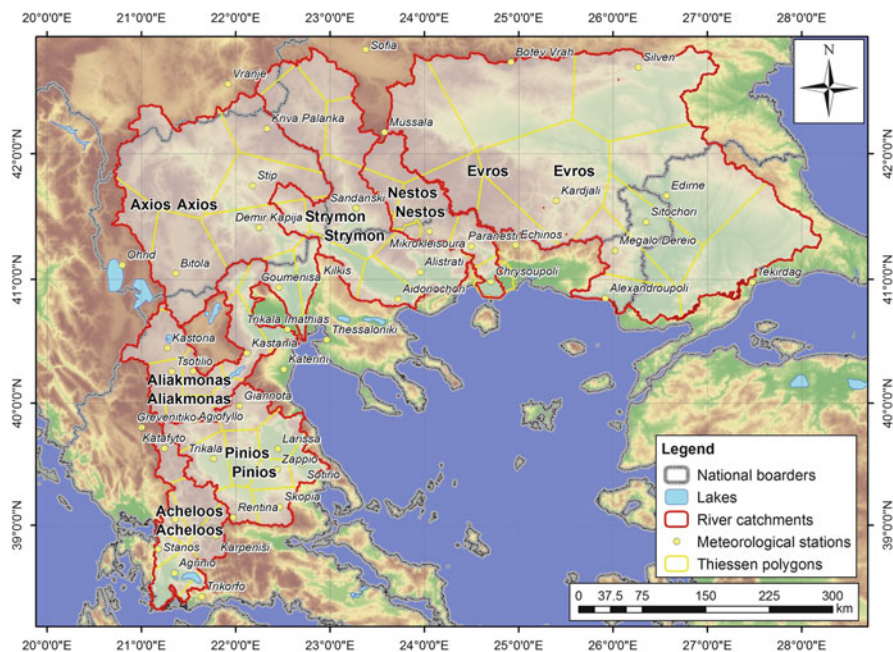 20°0'0"E 21°0'0"E 22°0'0"E 23°0'0"E 24°0'0"E 25°0'0"E 26°0'0"E 27°0'0"E 28°0'0"E
N
Sofia
Botev Vrah
Silven
Vranje
Kriva Palanka
Mussala
42°0'0"N
42°0'0"N
Stip
Sandanski
Nestos
Nestos
Evros
Evros
Kardjali
Edirne
Axios Axios
Demir Kapija
Strymon
Strymon
Sitochori
Mikrokleisoura
Paranesti
Echinos
Megalo Dereio
Ohrid
Bitola
Goumenisa
Kilkis
Alistrati
Chrysoupoli
Tekirdag
41°0'0"N
41°0'0"N
Aidonochori
Alexandroupoli
Trikala Imathias
Thessaloniki
Kastoria
Kastania
Tsotilio
Katerini
Aliakmonas
Aliakmonas
Giannota
40°0'0"N
40°0'0"N
Grevenitiko
Agiofyllo
Katafyto
Trikala
Larissa
Pinios
Pinios
Zappio
Sotirio
Skopia
Rentina
Acheloos
Acheloos
39°0'0"N
39°0'0"N
Stanos
Karpenisi
Agrinio
Trikorfo
Legend
National boarders
Lakes
River catchments
Meteorological stations
Thiessen polygons
0 37.5 75 150 225 300
km
20°0'0"E 21°0'0"E 22°0'0"E 23°0'0"E 24°0'0"E 25°0'0"E 26°0'0"E 27°0'0"E 28°0'0"E